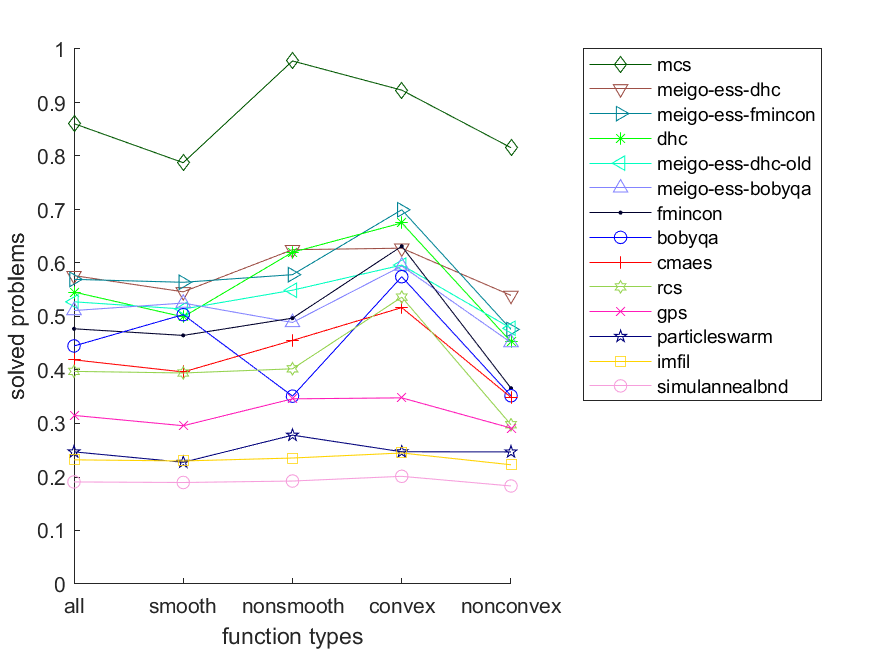 1
0.9
0.8
0.7
0.6
0.5
0.4
0.3
0.2
0.1
0
solved problems
all smooth nonsmooth convex nonconvex
function types
mcs
meigo-ess-dhc
meigo-ess-fmincon
dhc
meigo-ess-dhc-old
meigo-ess-bobyqa
fmincon
bobyqa
cmaes
rcs
gps
particleswarm
imfil
simulannealbnd